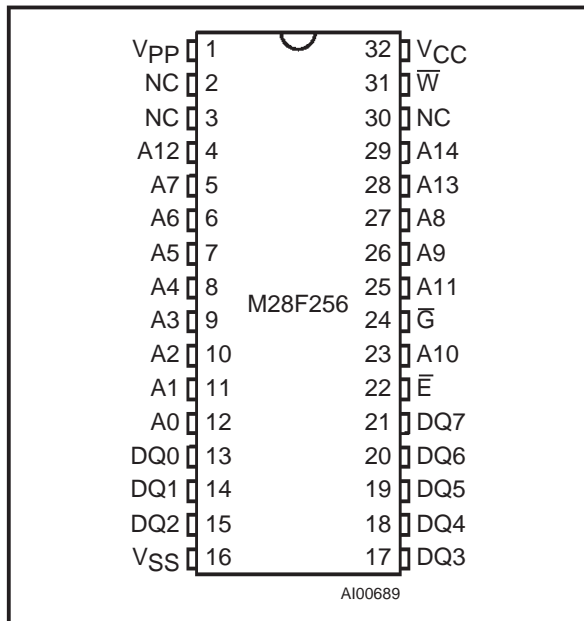 VPP 1 32 VCC
NC 2 31 W̅
NC 3 30 NC
A12 4 29 A14
A7 5 28 A13
A6 6 27 A8
A5 7 26 A9
A4 8 25 A11
M28F256
A3 9 24 G̅
A2 10 23 A10
A1 11 22 E̅
A0 12 21 DQ7
DQ0 13 20 DQ6
DQ1 14 19 DQ5
DQ2 15 18 DQ4
VSS 16 17 DQ3
AI00689